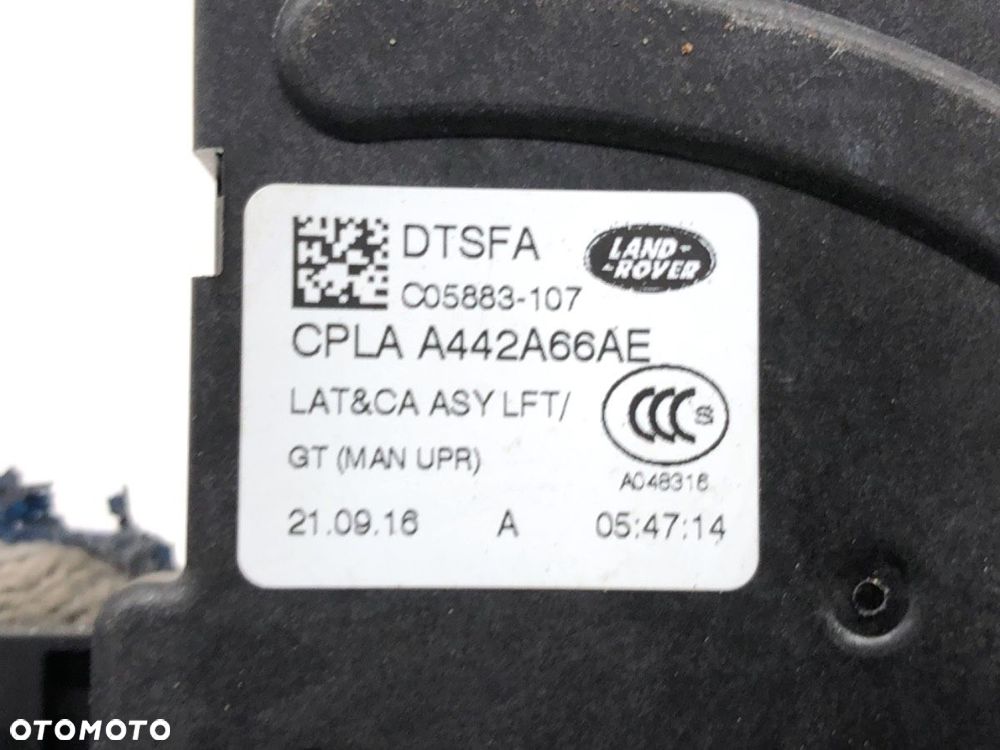 DTSFA
LAND-
-ROVER
C05883-107
CPLA A442A66AE
LAT&CA ASY LFT/
CCC S
GT (MAN UPR)
A048316
21.09.16 A 05:47:14
OTOMOTO